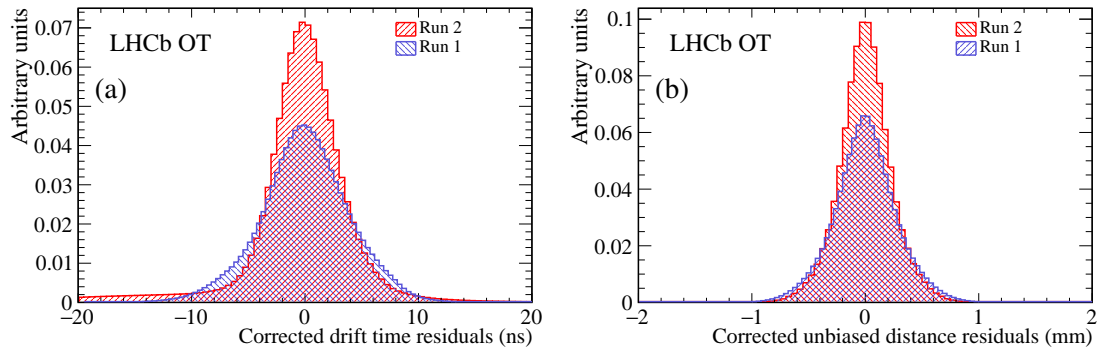 Arbitrary units
0.07
0.06
0.05
0.04
0.03
0.02
0.01
0
LHCb OT
(a)
Run 2
Run 1
−20 −10 0 10 20
Corrected drift time residuals (ns)
Arbitrary units
0.1
0.08
0.06
0.04
0.02
0
LHCb OT
(b)
Run 2
Run 1
−2 −1 0 1 2
Corrected unbiased distance residuals (mm)